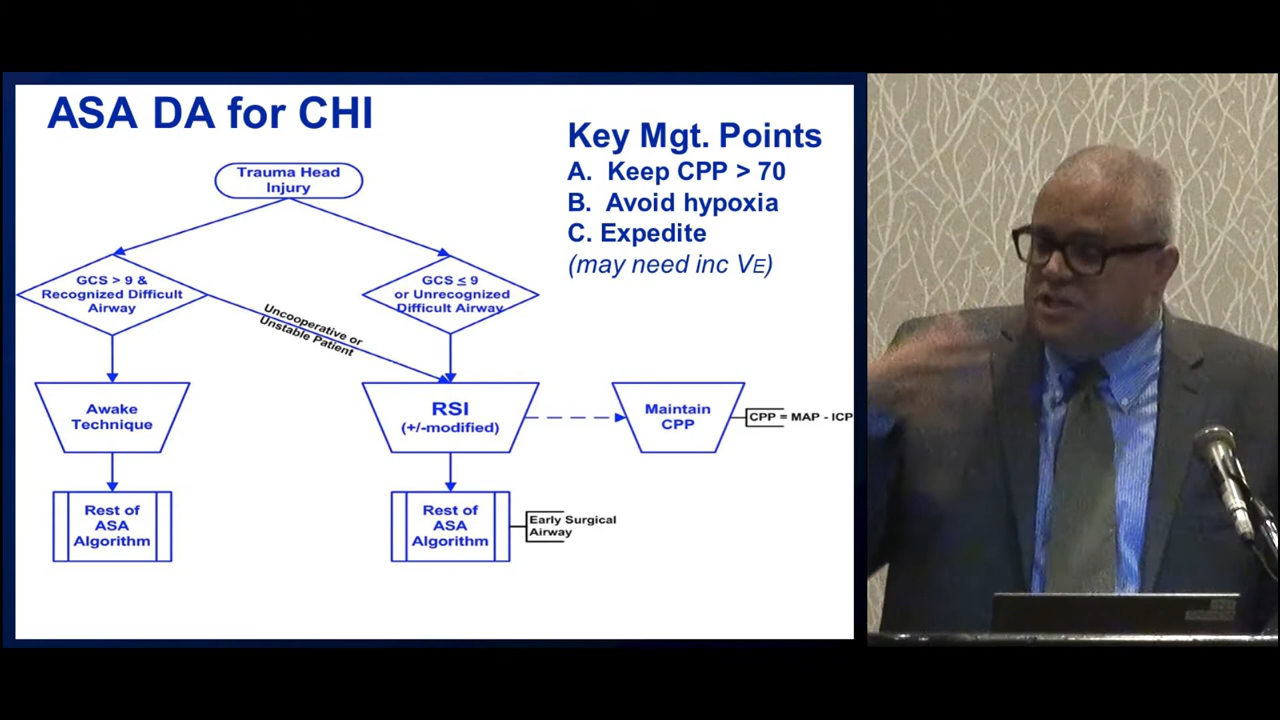 ASA DA for CHI
Key Mgt. Points
A. Keep CPP > 70
B. Avoid hypoxia
C. Expedite
(may need inc VE)
Trauma Head
Injury
GCS > 9 &
Recognized Difficult
Airway
Uncooperative or
Unstable Patient
GCS ≤ 9
or Unrecognized
Difficult Airway
Awake
Technique
RSI
(+/-modified)
Maintain
CPP
CPP = MAP - ICP
Rest of
ASA
Algorithm
Rest of
ASA
Algorithm
Early Surgical
Airway